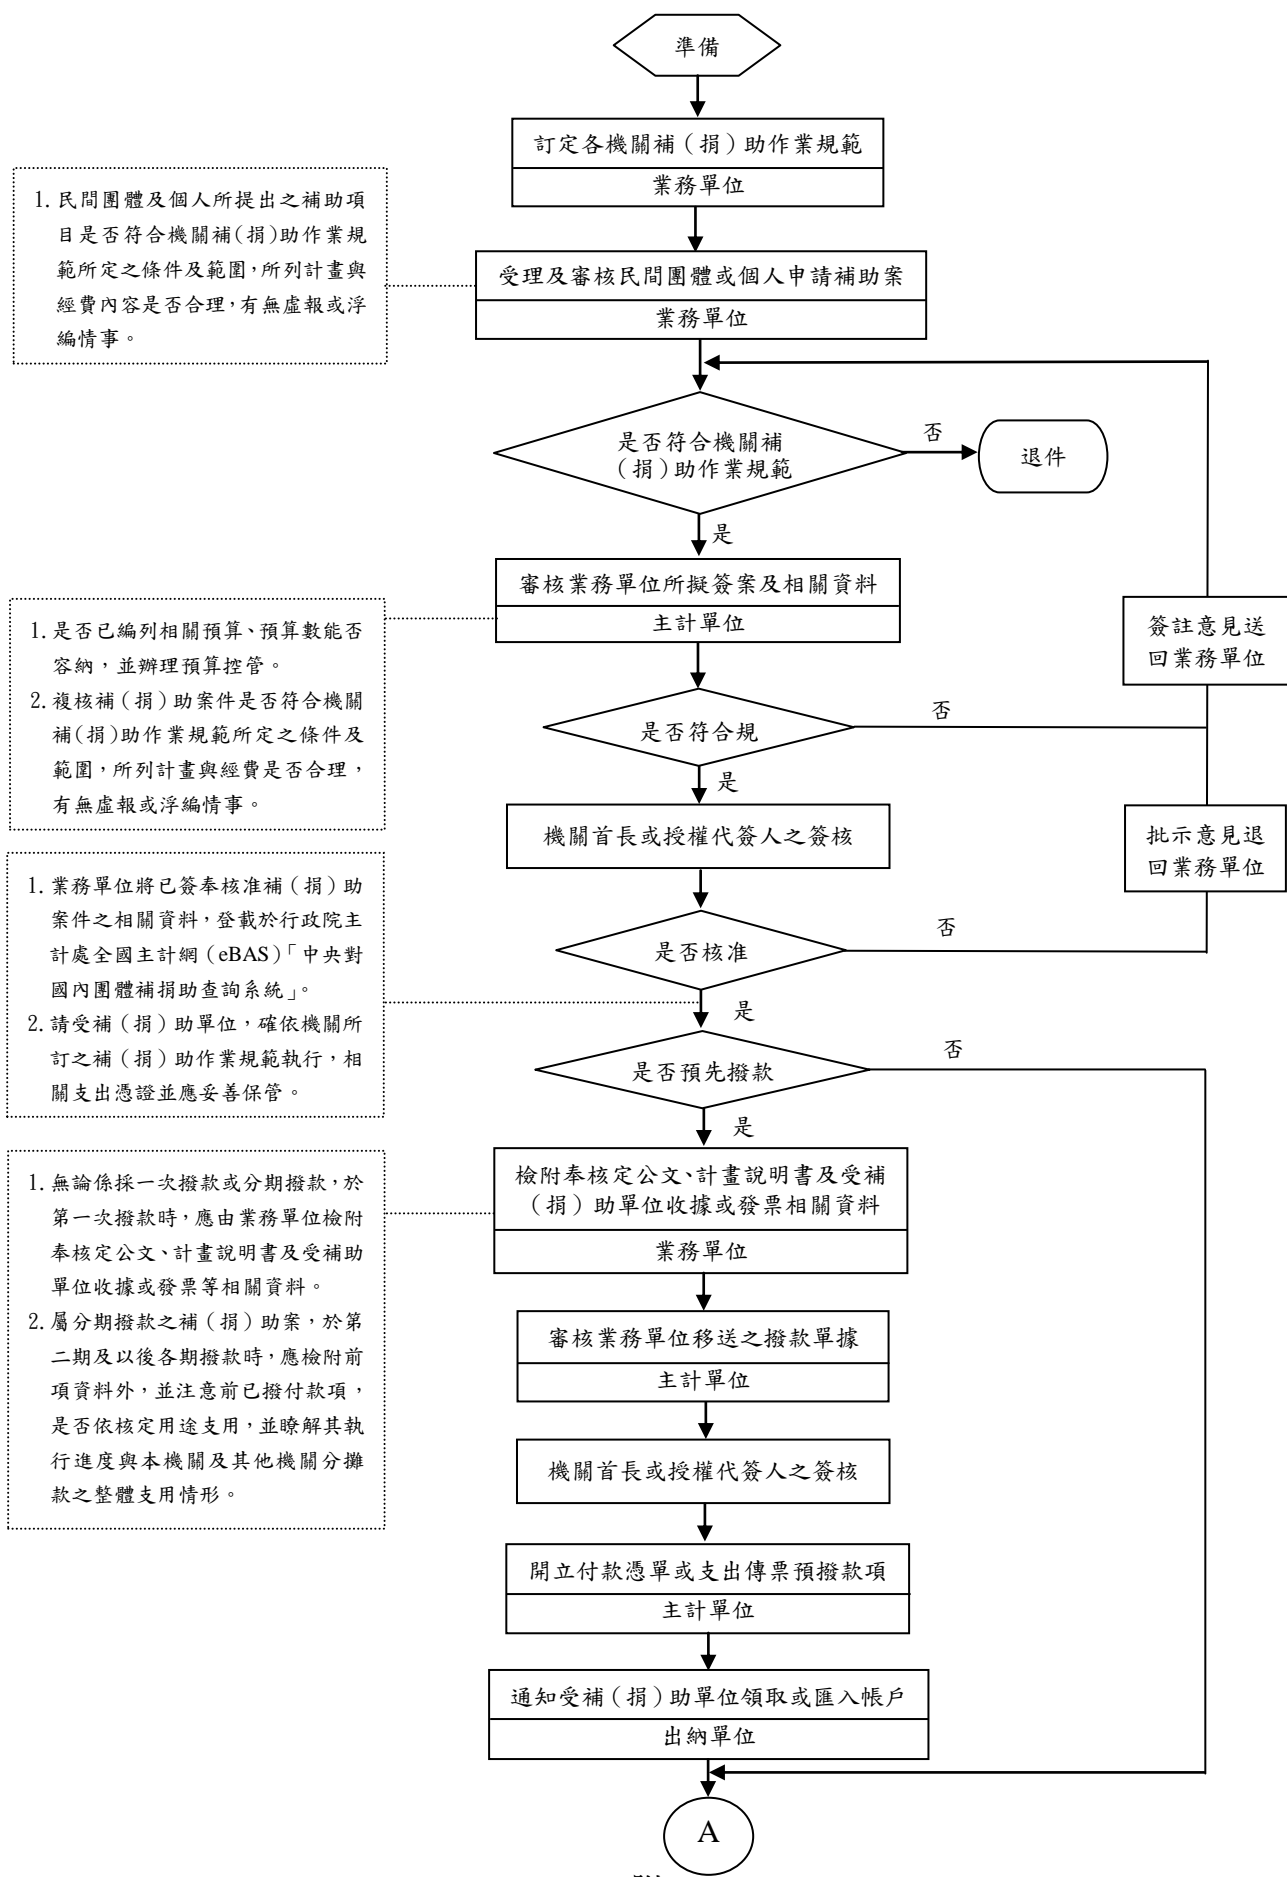 準備
訂定各機關補（捐）助作業規範
業務單位
1. 民間團體及個人所提出之補助項
目是否符合機關補(捐)助作業規
範所定之條件及範圍，所列計畫與
經費內容是否合理，有無虛報或浮
編情事。
受理及審核民間團體或個人申請補助案
業務單位
是否符合機關補
（捐）助作業規範
否
退件
是
審核業務單位所擬簽案及相關資料
主計單位
1. 是否已編列相關預算、預算數能否
容納，並辦理預算控管。
2. 複核補（捐）助案件是否符合機關
補(捐)助作業規範所定之條件及
範圍，所列計畫與經費是否合理，
有無虛報或浮編情事。
簽註意見送
回業務單位
是否符合規
否
是
機關首長或授權代簽人之簽核
批示意見退
回業務單位
1. 業務單位將已簽奉核准補（捐）助
案件之相關資料，登載於行政院主
計處全國主計網（eBAS）「中央對
國內團體補捐助查詢系統」。
2. 請受補（捐）助單位，確依機關所
訂之補（捐）助作業規範執行，相
關支出憑證並應妥善保管。
是否核准
否
是
是否預先撥款
否
是
1. 無論係採一次撥款或分期撥款，於
第一次撥款時，應由業務單位檢附
奉核定公文、計畫說明書及受補助
單位收據或發票等相關資料。
2. 屬分期撥款之補（捐）助案，於第
二期及以後各期撥款時，應檢附前
項資料外，並注意前已撥付款項，
是否依核定用途支用，並瞭解其執
行進度與本機關及其他機關分攤
款之整體支用情形。
檢附奉核定公文、計畫說明書及受補
（捐）助單位收據或發票相關資料
業務單位
審核業務單位移送之撥款單據
主計單位
機關首長或授權代簽人之簽核
開立付款憑單或支出傳票預撥款項
主計單位
通知受補（捐）助單位領取或匯入帳戶
出納單位
A